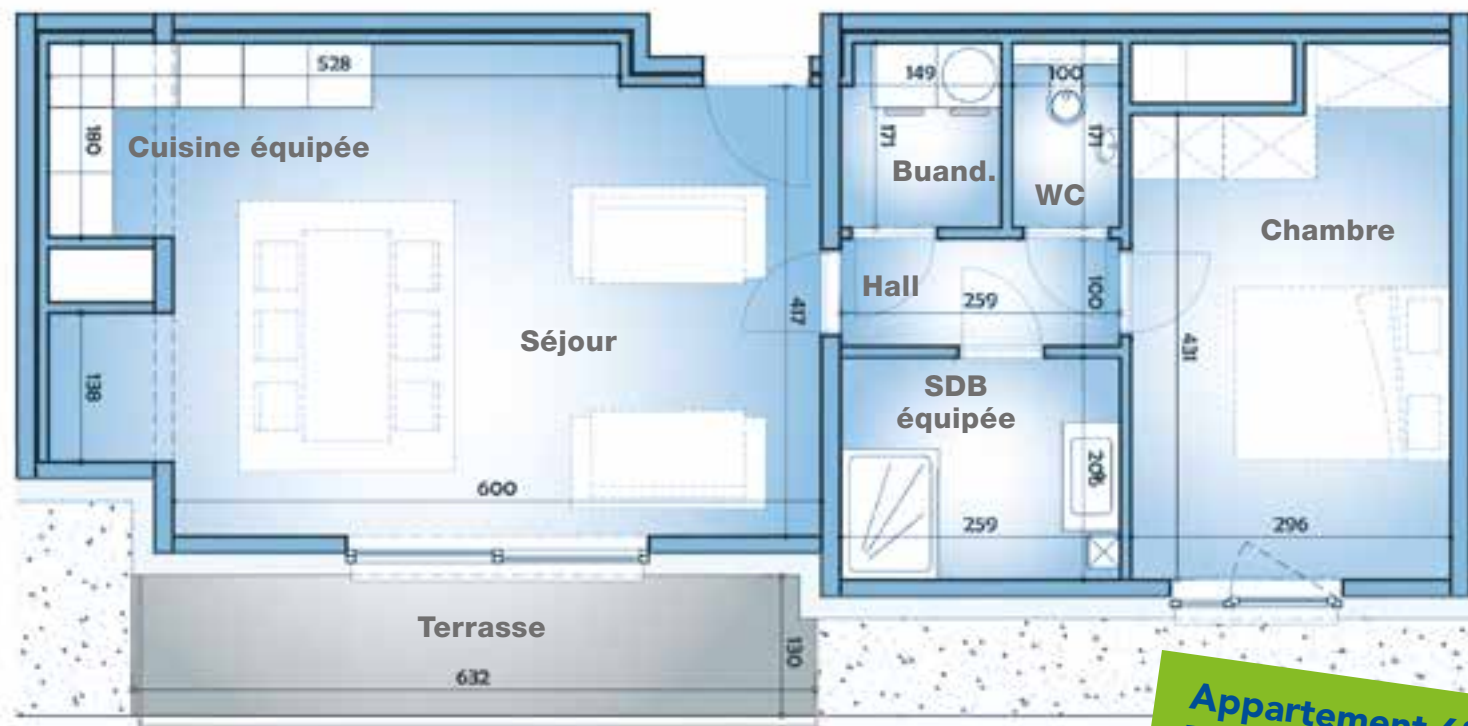 528
149
100
180
Cuisine équipée
171
171
Buand.
WC
Chambre
Hall
259
100
417
Séjour
431
138
SDB
équipée
206
600
259
296
Terrasse
130
632
Appartement